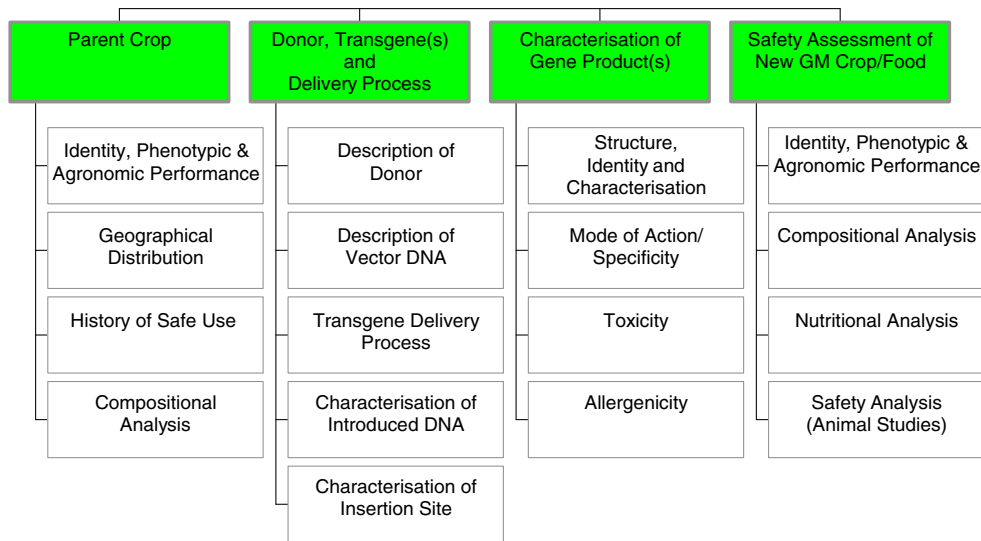 Parent Crop
Donor, Transgene(s)
and
Delivery Process
Characterisation of
Gene Product(s)
Safety Assessment of
New GM Crop/Food
Identity, Phenotypic &
Agronomic Performance
Geographical
Distribution
History of Safe Use
Compositional
Analysis
Description of
Donor
Description of
Vector DNA
Transgene Delivery
Process
Characterisation of
Introduced DNA
Characterisation of
Insertion Site
Structure,
Identity and
Characterisation
Mode of Action/
Specificity
Toxicity
Allergenicity
Identity, Phenotypic &
Agronomic Performance
Compositional Analysis
Nutritional Analysis
Safety Analysis
(Animal Studies)